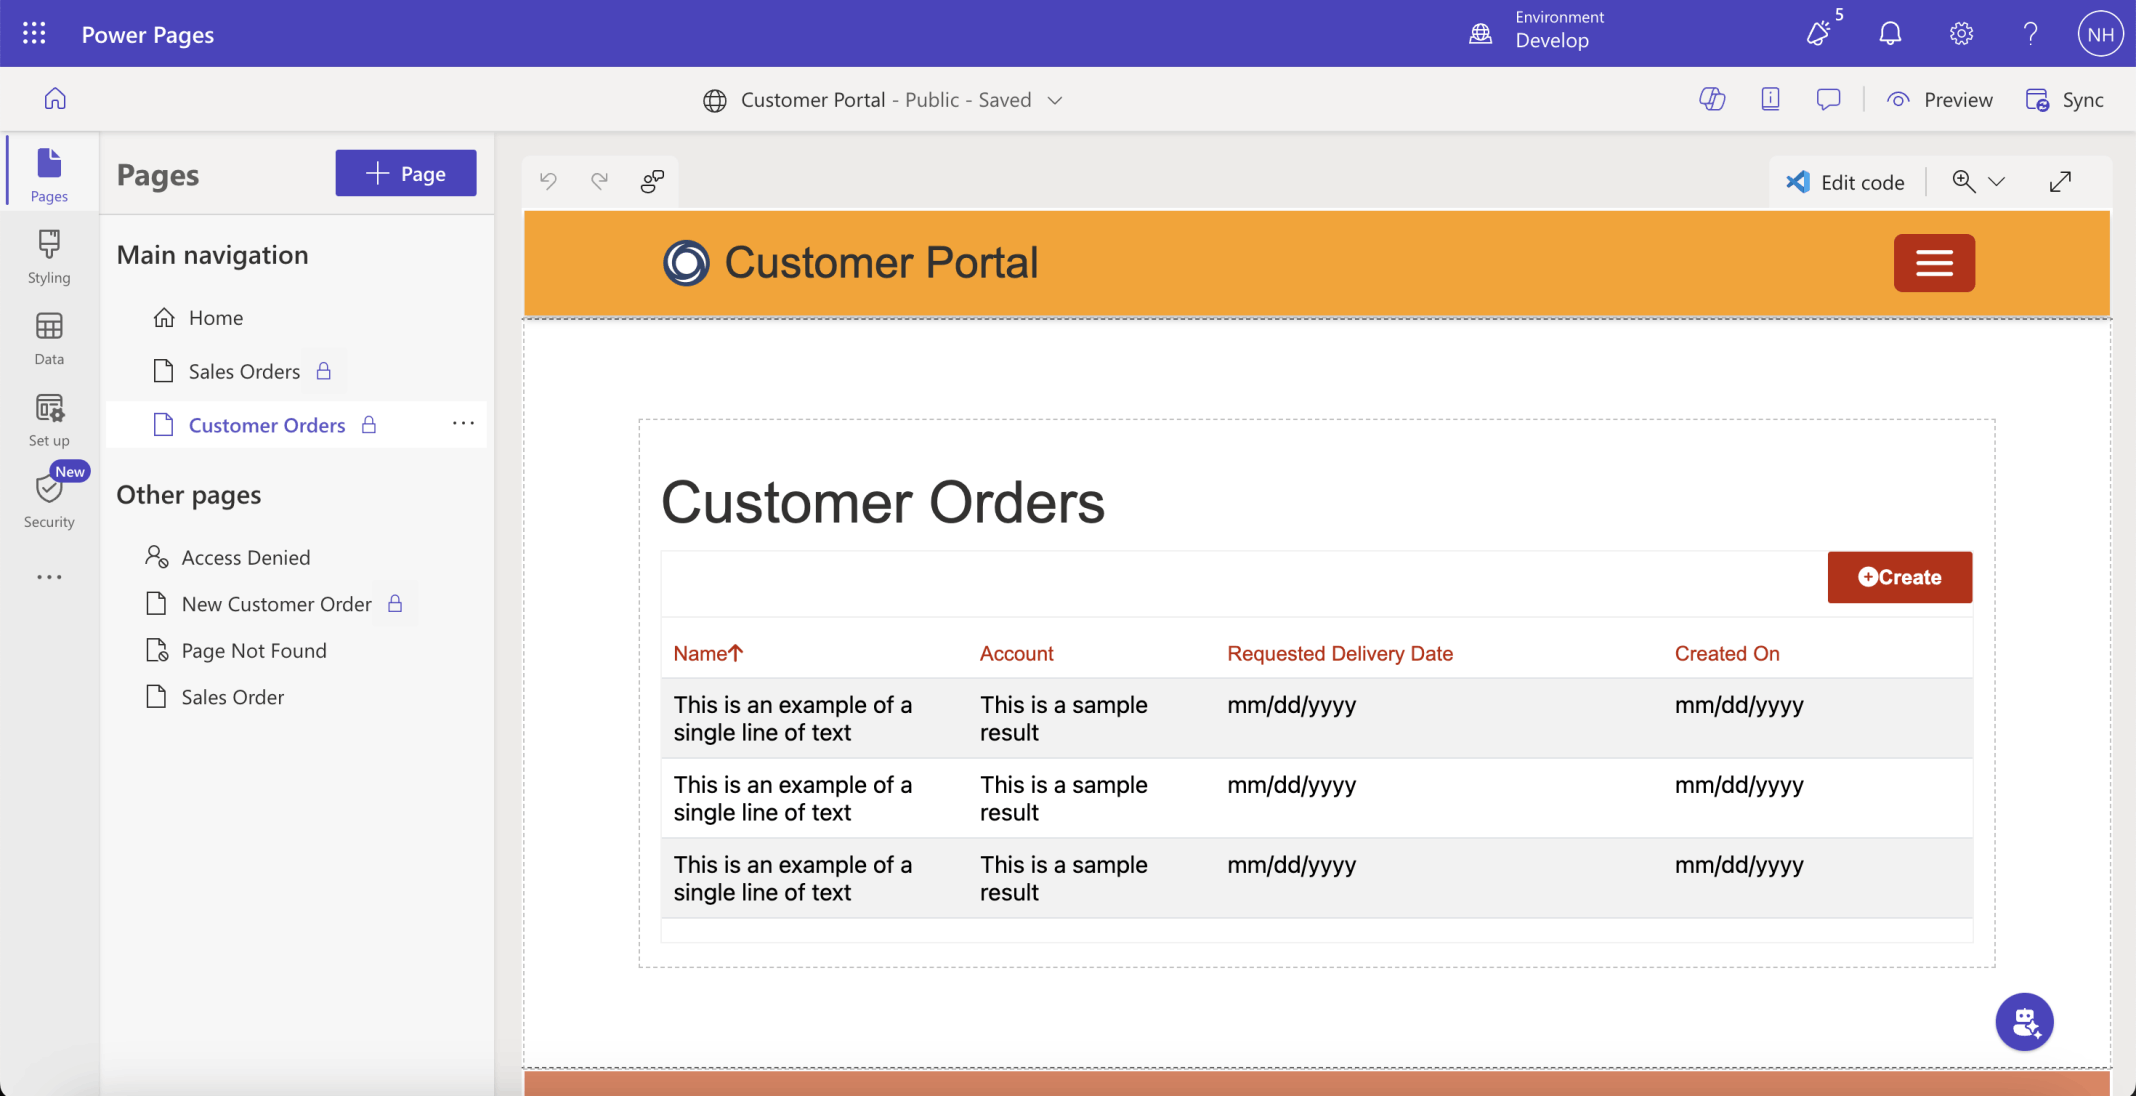 Power Pages
Environment
Develop
5
NH
Customer Portal - Public - Saved
Preview
Sync
Pages
Styling
Data
Set up
New
Security
Pages
Page
Main navigation
Home
Sales Orders
Customer Orders
Other pages
Access Denied
New Customer Order
Page Not Found
Sales Order
Edit code
Customer Portal
Customer Orders
Create
Name Account Requested Delivery Date Created On
This is an example of a
single line of text
This is a sample
result
mm/dd/yyyy
mm/dd/yyyy
This is an example of a
single line of text
This is a sample
result
mm/dd/yyyy
mm/dd/yyyy
This is an example of a
single line of text
This is a sample
result
mm/dd/yyyy
mm/dd/yyyy